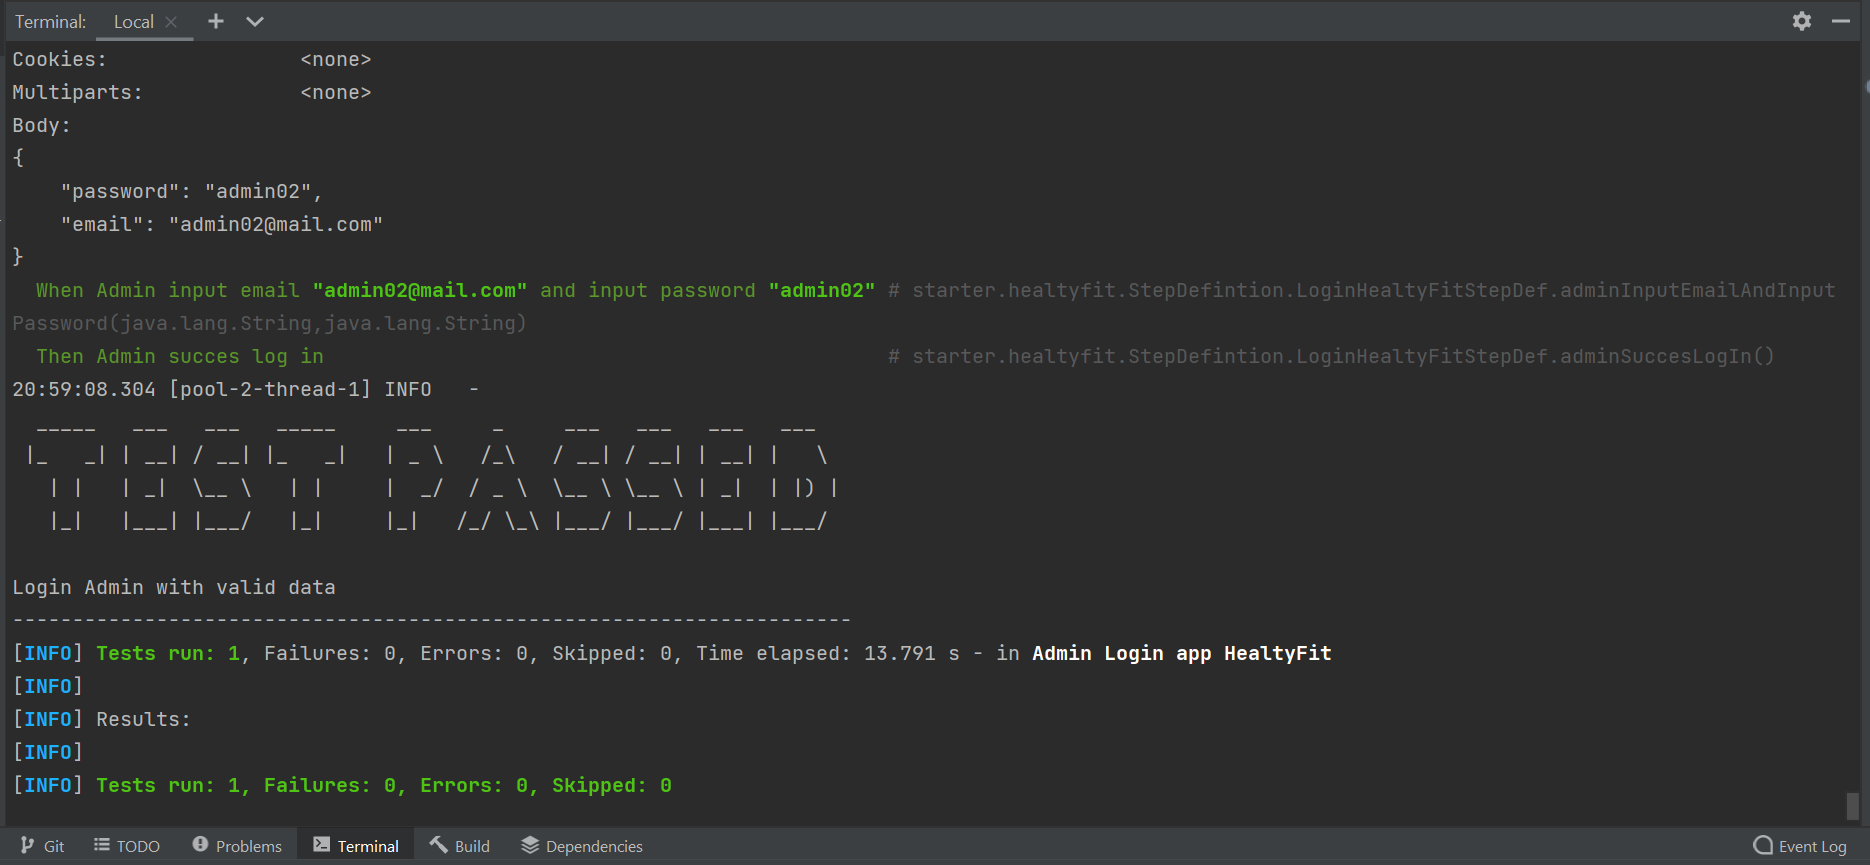 Terminal: Local
Cookies:                <none>
Multiparts:             <none>
Body:
{
    "password": "admin02",
    "email": "admin02@mail.com"
}
  When Admin input email "admin02@mail.com" and input password "admin02" # starter.healtyfit.StepDefintion.LoginHealtyFitStepDef.adminInputEmailAndInput
Password(java.lang.String,java.lang.String)
  Then Admin succes log in                                               # starter.healtyfit.StepDefintion.LoginHealtyFitStepDef.adminSuccesLogIn()
20:59:08.304 [pool-2-thread-1] INFO   -
TEST PASSED
Login Admin with valid data
----------------------------------------------------------------------
[INFO] Tests run: 1, Failures: 0, Errors: 0, Skipped: 0, Time elapsed: 13.791 s - in Admin Login app HealtyFit
[INFO]
[INFO] Results:
[INFO]
[INFO] Tests run: 1, Failures: 0, Errors: 0, Skipped: 0
Git TODO Problems Terminal Build Dependencies Event Log